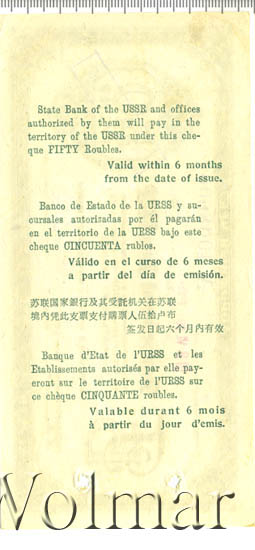 State Bank of the USSR and offices
authorized by them will pay in the
territory of the USSR under this che-
que FIFTY Roubles.
Valid within 6 months
from the date of issue.
Banco de Estado de la URSS y su-
cursales autorizadas por él pagarán
en el territorio de la URSS bajo este
cheque CINCUENTA rublos.
Válido en el curso de 6 meses
a partir del día de emisión.
苏联国家銀行及其受託机关在苏联
境内凭此支票支付購票人伍拾卢布
签发日起六个月内有效
Banque d'Etat de l'URSS et les
Etablissements autorisés par elle pay-
eront sur le territoire de l'URSS sur
ce chèque CINQUANTE roubles.
Valable durant 6 mois
à partir du jour d'émis.
Volmar